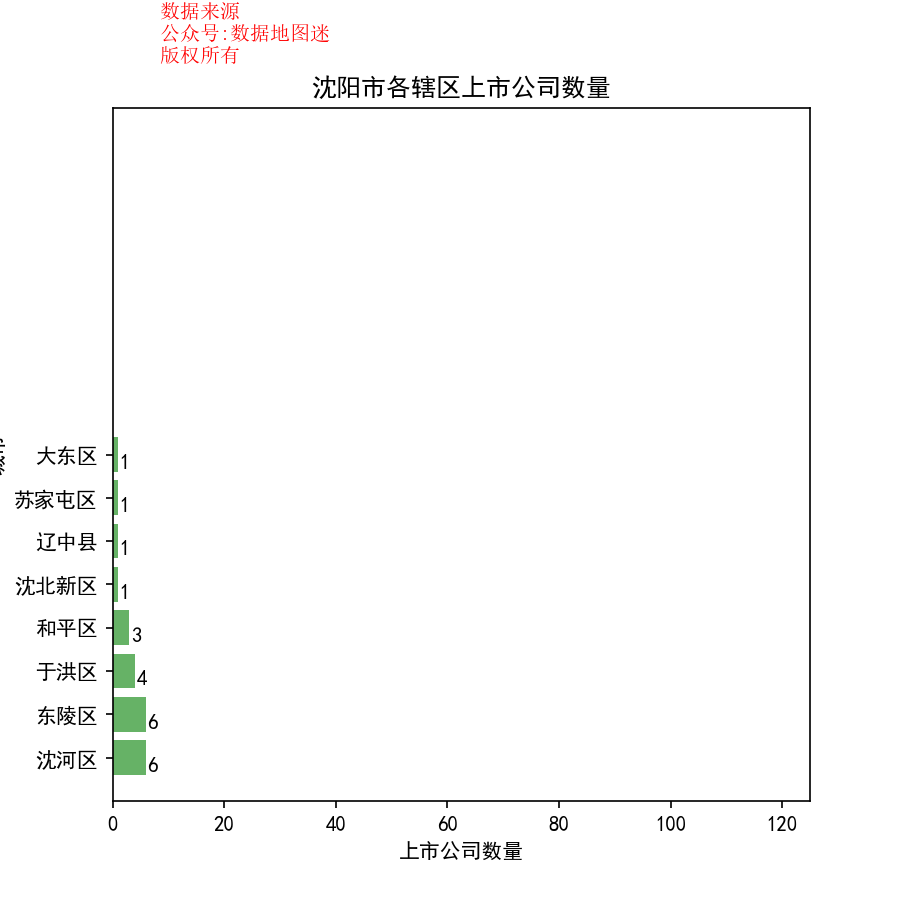 数据来源
公众号:数据地图迷
版权所有
沈阳市各辖区上市公司数量
大东区 1
苏家屯区 1
辽中县 1
沈北新区 1
和平区 3
于洪区 4
东陵区 6
沈河区 6
0 20 40 60 80 100 120
上市公司数量